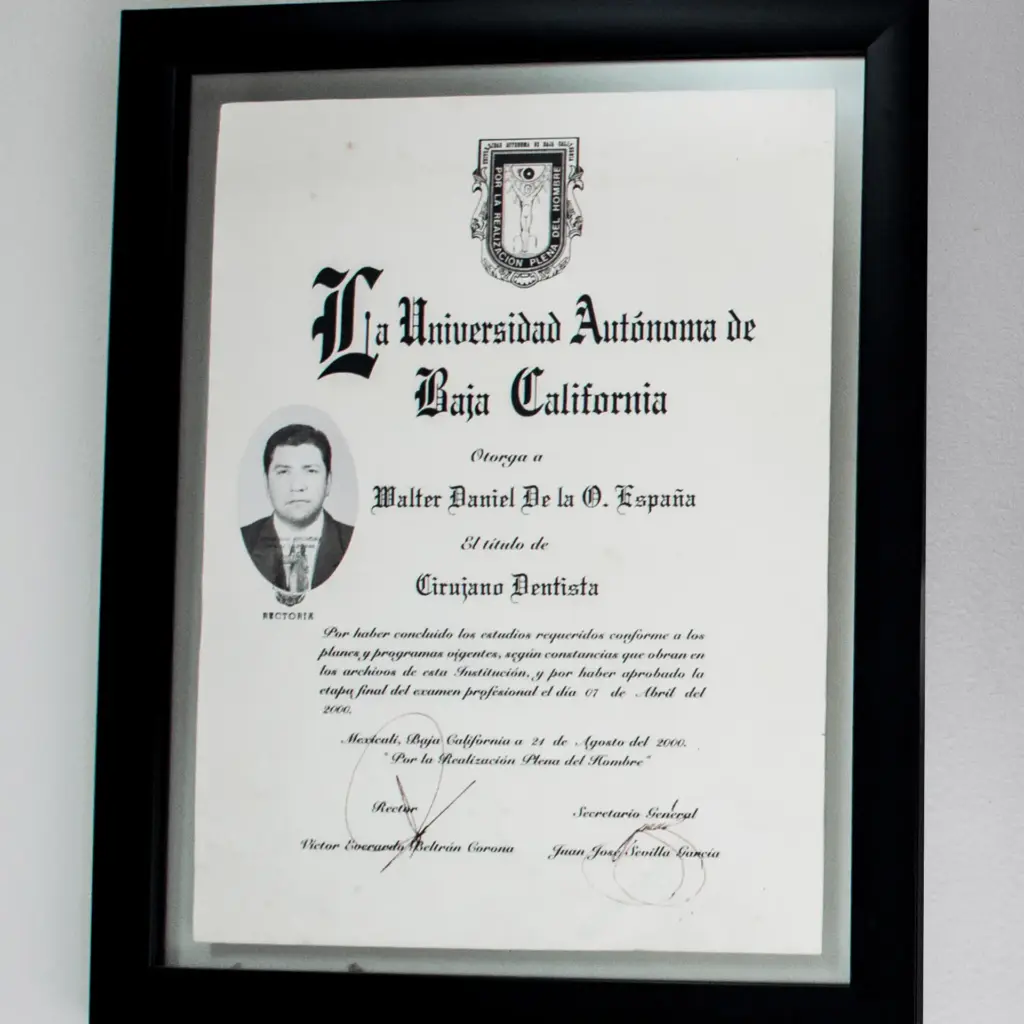 POR LA REALIZACION PLENA DEL HOMBRE
La Universidad Autónoma de
Baja California
Otorga a
Walter Daniel De la O. España
El título de
Cirujano Dentista
RECTORIA
Por haber concluido los estudios requeridos conforme a los
planes y programas vigentes, según constancias que obran en
los archivos de esta Institución, y por haber aprobado la
etapa final del examen profesional el día 07 de Abril del
2000.
Mexicali, Baja California a 21 de Agosto del 2000.
"Por la Realización Plena del Hombre"
Rector
Secretario General
Víctor Everardo Beltrán Corona
Juan José Sevilla García